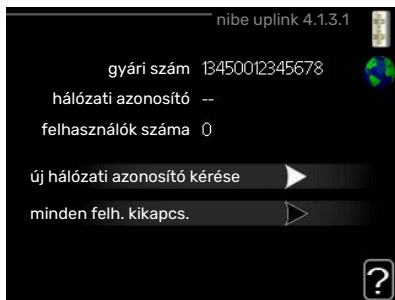 nibe uplink 4.1.3.1
gyári szám 13450012345678
hálózati azonosító --
felhasználók száma 0
új hálózati azonosító kérése
minden felh. kikapcs.
?